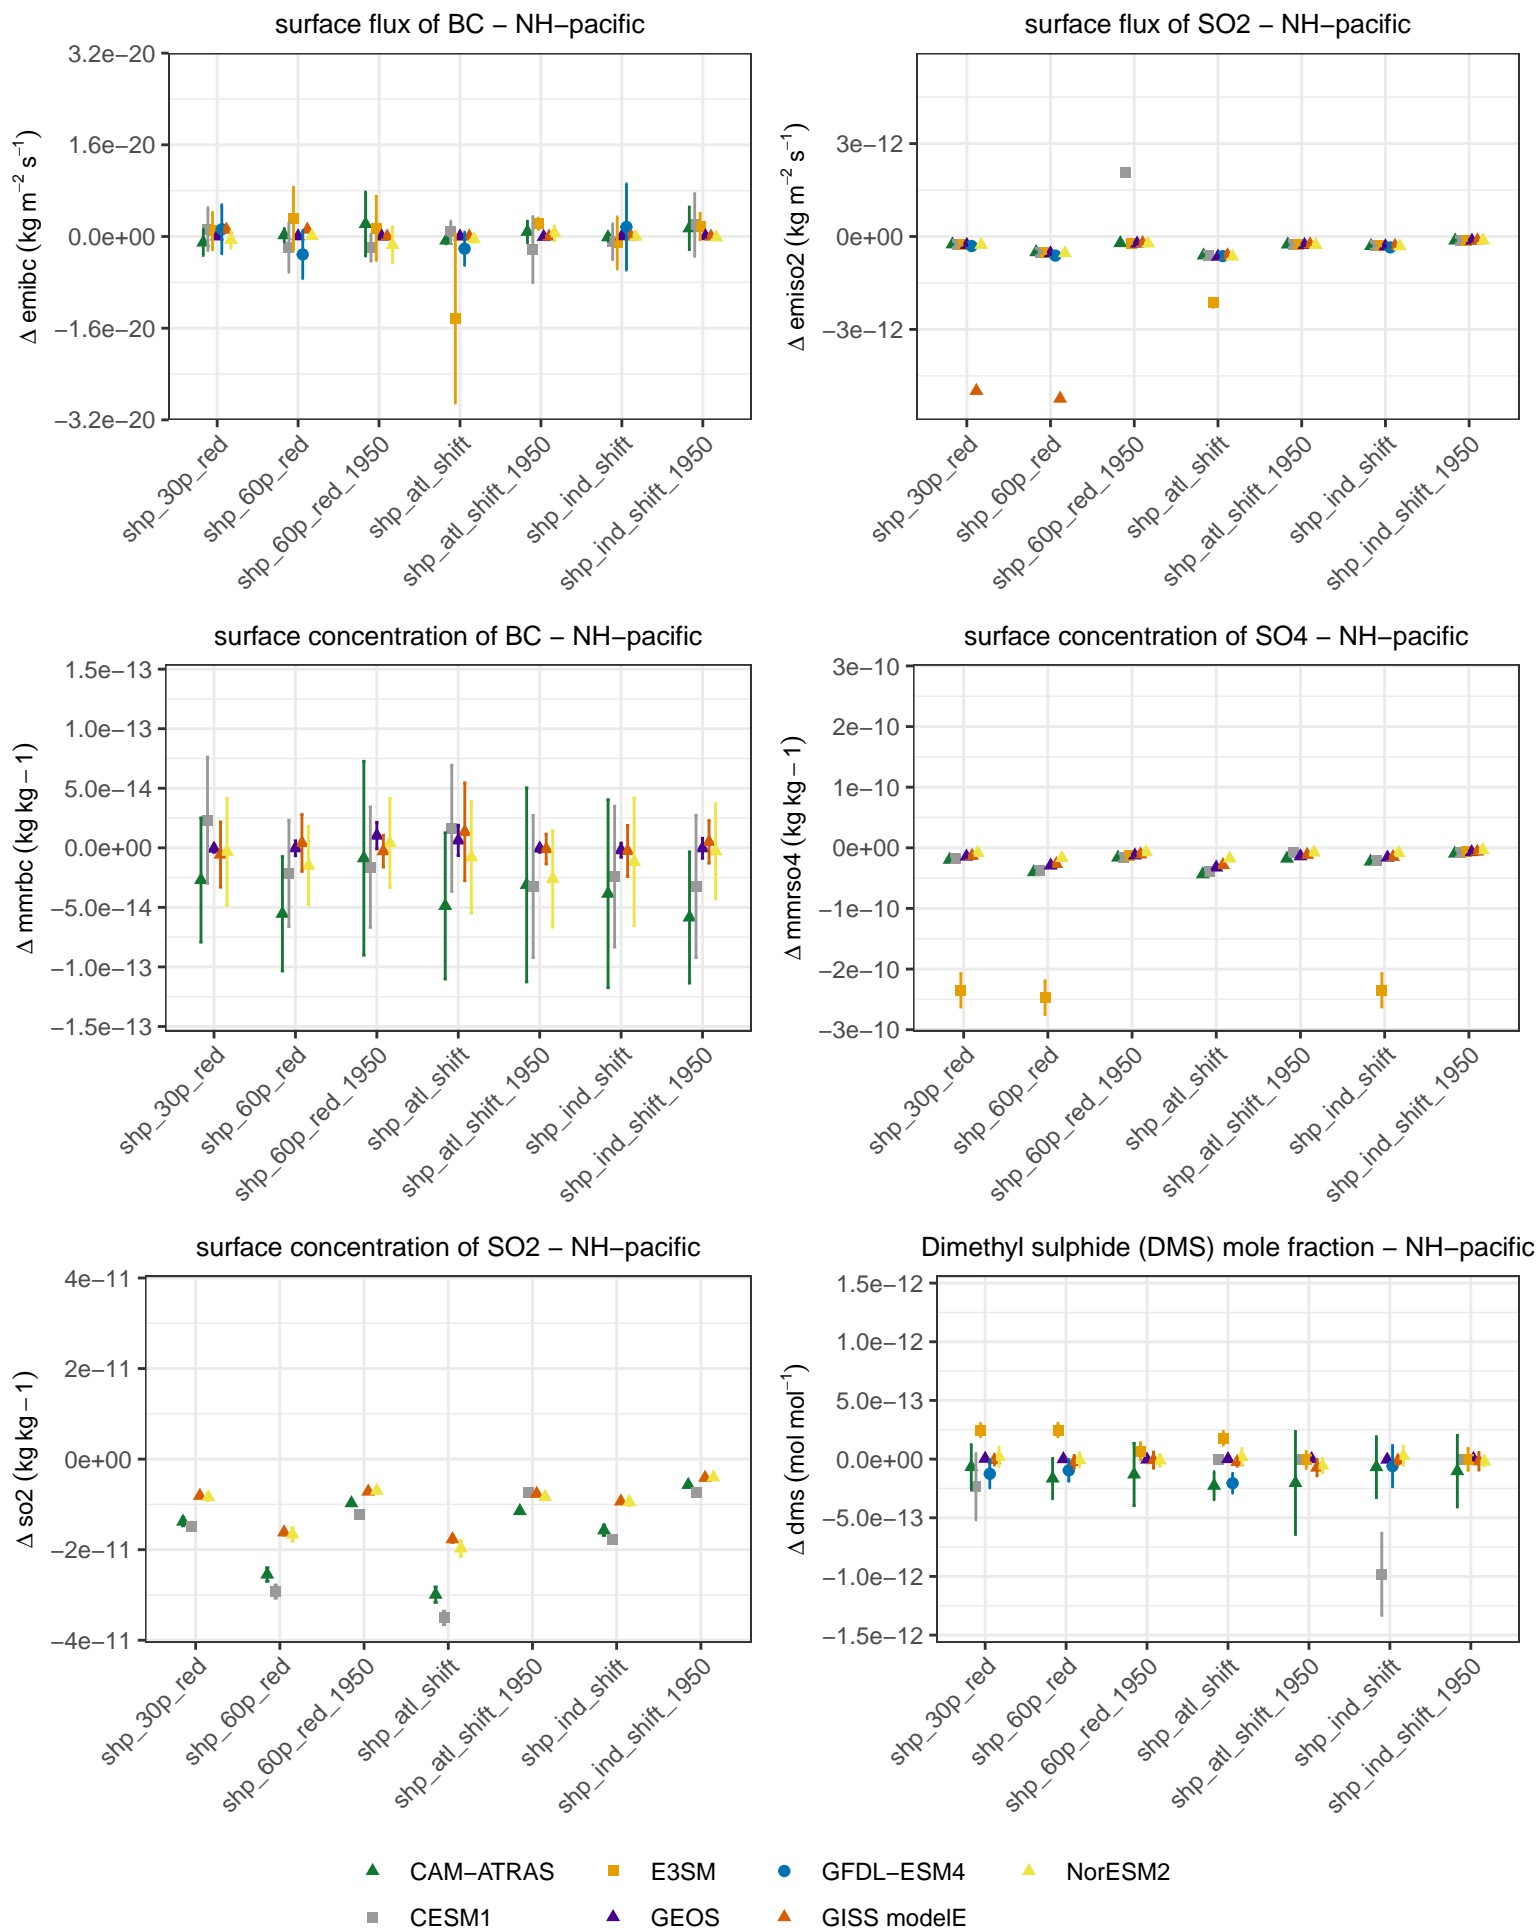 surface flux of BC − NH−pacific
Δ emibc (kg m−2 s−1)
3.2e−20
1.6e−20
0.0e+00
−1.6e−20
−3.2e−20
shp_30p_red
shp_60p_red
shp_60p_red_1950
shp_atl_shift
shp_atl_shift_1950
shp_ind_shift
shp_ind_shift_1950
surface flux of SO2 − NH−pacific
Δ emiso2 (kg m−2 s−1)
3e−12
0e+00
−3e−12
shp_30p_red
shp_60p_red
shp_60p_red_1950
shp_atl_shift
shp_atl_shift_1950
shp_ind_shift
shp_ind_shift_1950
surface concentration of BC − NH−pacific
Δ mmrbc (kg kg − 1)
1.5e−13
1.0e−13
5.0e−14
0.0e+00
−5.0e−14
−1.0e−13
−1.5e−13
shp_30p_red
shp_60p_red
shp_60p_red_1950
shp_atl_shift
shp_atl_shift_1950
shp_ind_shift
shp_ind_shift_1950
surface concentration of SO4 − NH−pacific
Δ mmrso4 (kg kg − 1)
3e−10
2e−10
1e−10
0e+00
−1e−10
−2e−10
−3e−10
shp_30p_red
shp_60p_red
shp_60p_red_1950
shp_atl_shift
shp_atl_shift_1950
shp_ind_shift
shp_ind_shift_1950
surface concentration of SO2 − NH−pacific
Δ so2 (kg kg − 1)
4e−11
2e−11
0e+00
−2e−11
−4e−11
shp_30p_red
shp_60p_red
shp_60p_red_1950
shp_atl_shift
shp_atl_shift_1950
shp_ind_shift
shp_ind_shift_1950
Dimethyl sulphide (DMS) mole fraction − NH−pacific
Δ dms (mol mol−1)
1.5e−12
1.0e−12
5.0e−13
0.0e+00
−5.0e−13
−1.0e−12
−1.5e−12
shp_30p_red
shp_60p_red
shp_60p_red_1950
shp_atl_shift
shp_atl_shift_1950
shp_ind_shift
shp_ind_shift_1950
CAM−ATRAS E3SM GFDL−ESM4 NorESM2
CESM1 GEOS GISS modelE